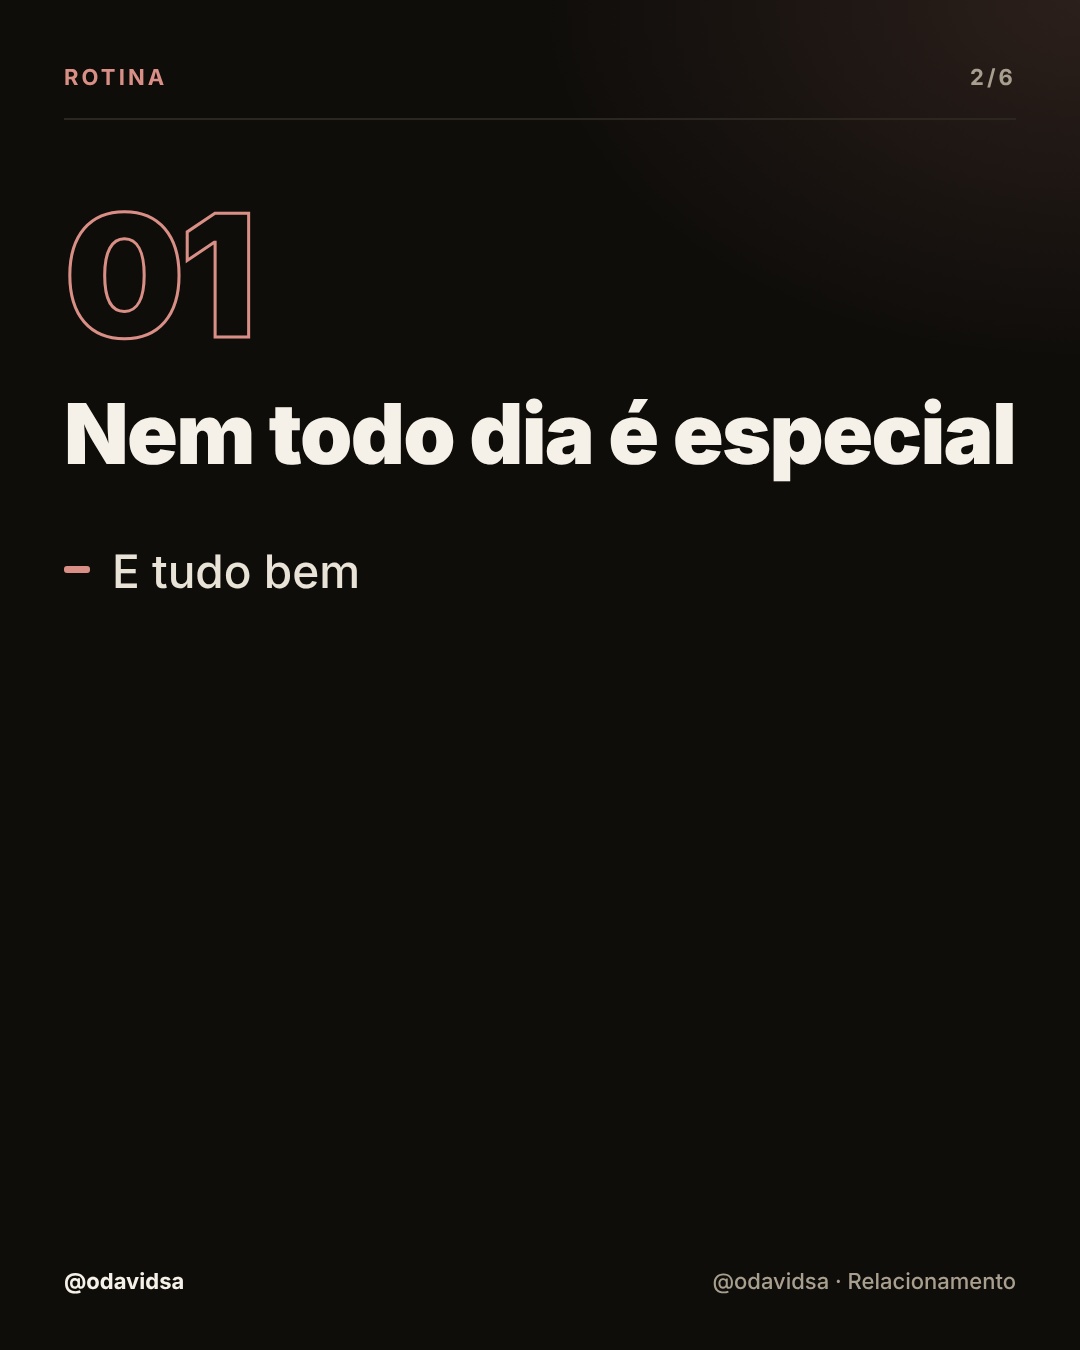 ROTINA
2/6
01
Nem todo dia é especial
E tudo bem
@odavidsa
@odavidsa · Relacionamento